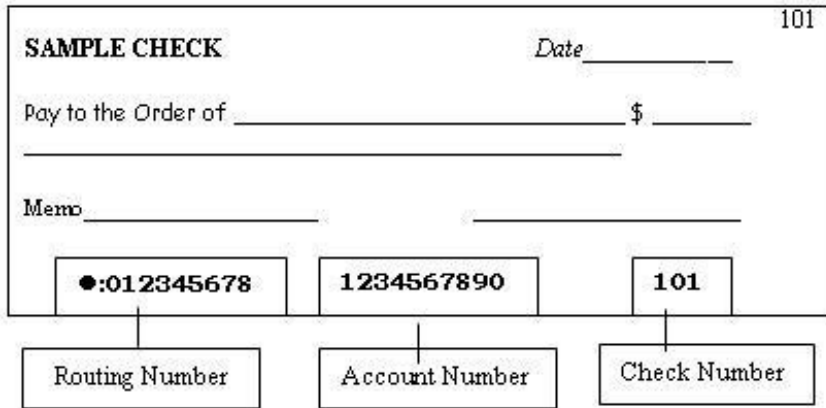 101
SAMPLE CHECK Date
Pay to the Order of $
Memo
●:012345678 1234567890 101
Routing Number Account Number Check Number